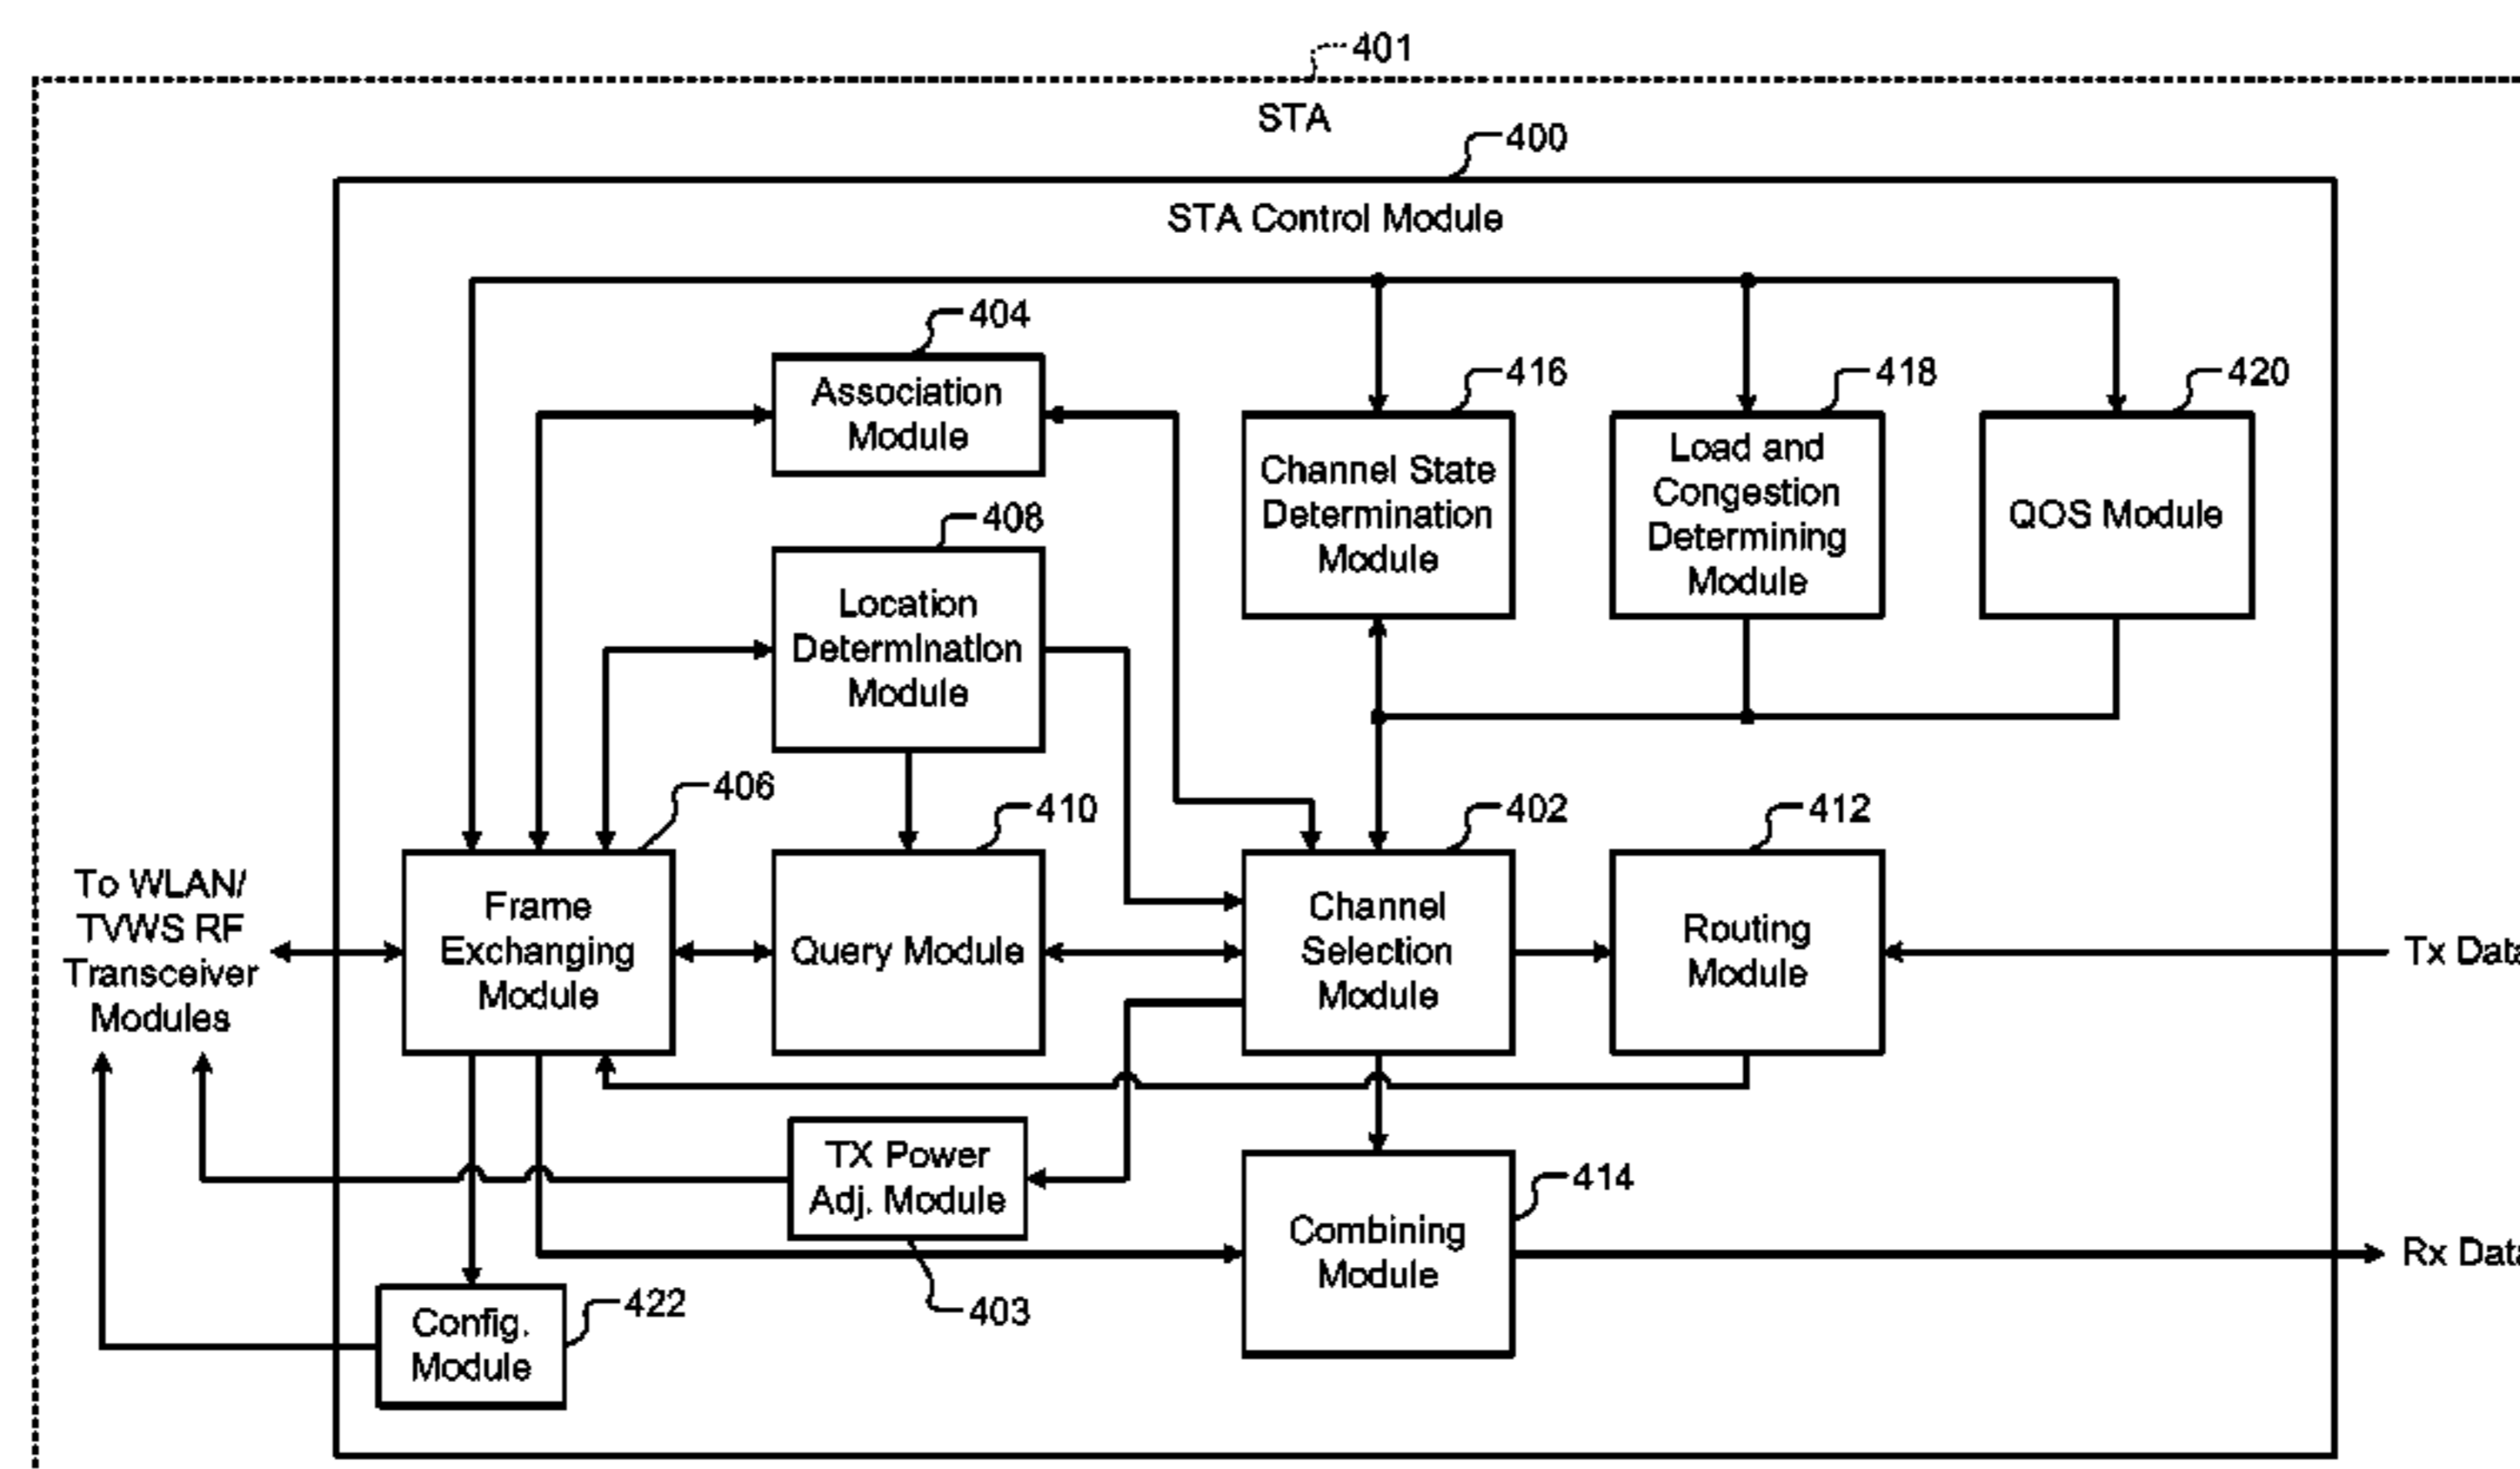 401
STA
400
STA Control Module
404
Association
Module
416
Channel State
Determination
Module
418
Load and
Congestion
Determining
Module
420
QOS Module
408
Location
Determination
Module
406
Frame
Exchanging
Module
410
Query Module
402
Channel
Selection
Module
412
Routing
Module
To WLAN/
TVWS RF
Transceiver
Modules
Tx Data
TX Power
Adj. Module
403
414
Combining
Module
Rx Data
422
Config.
Module